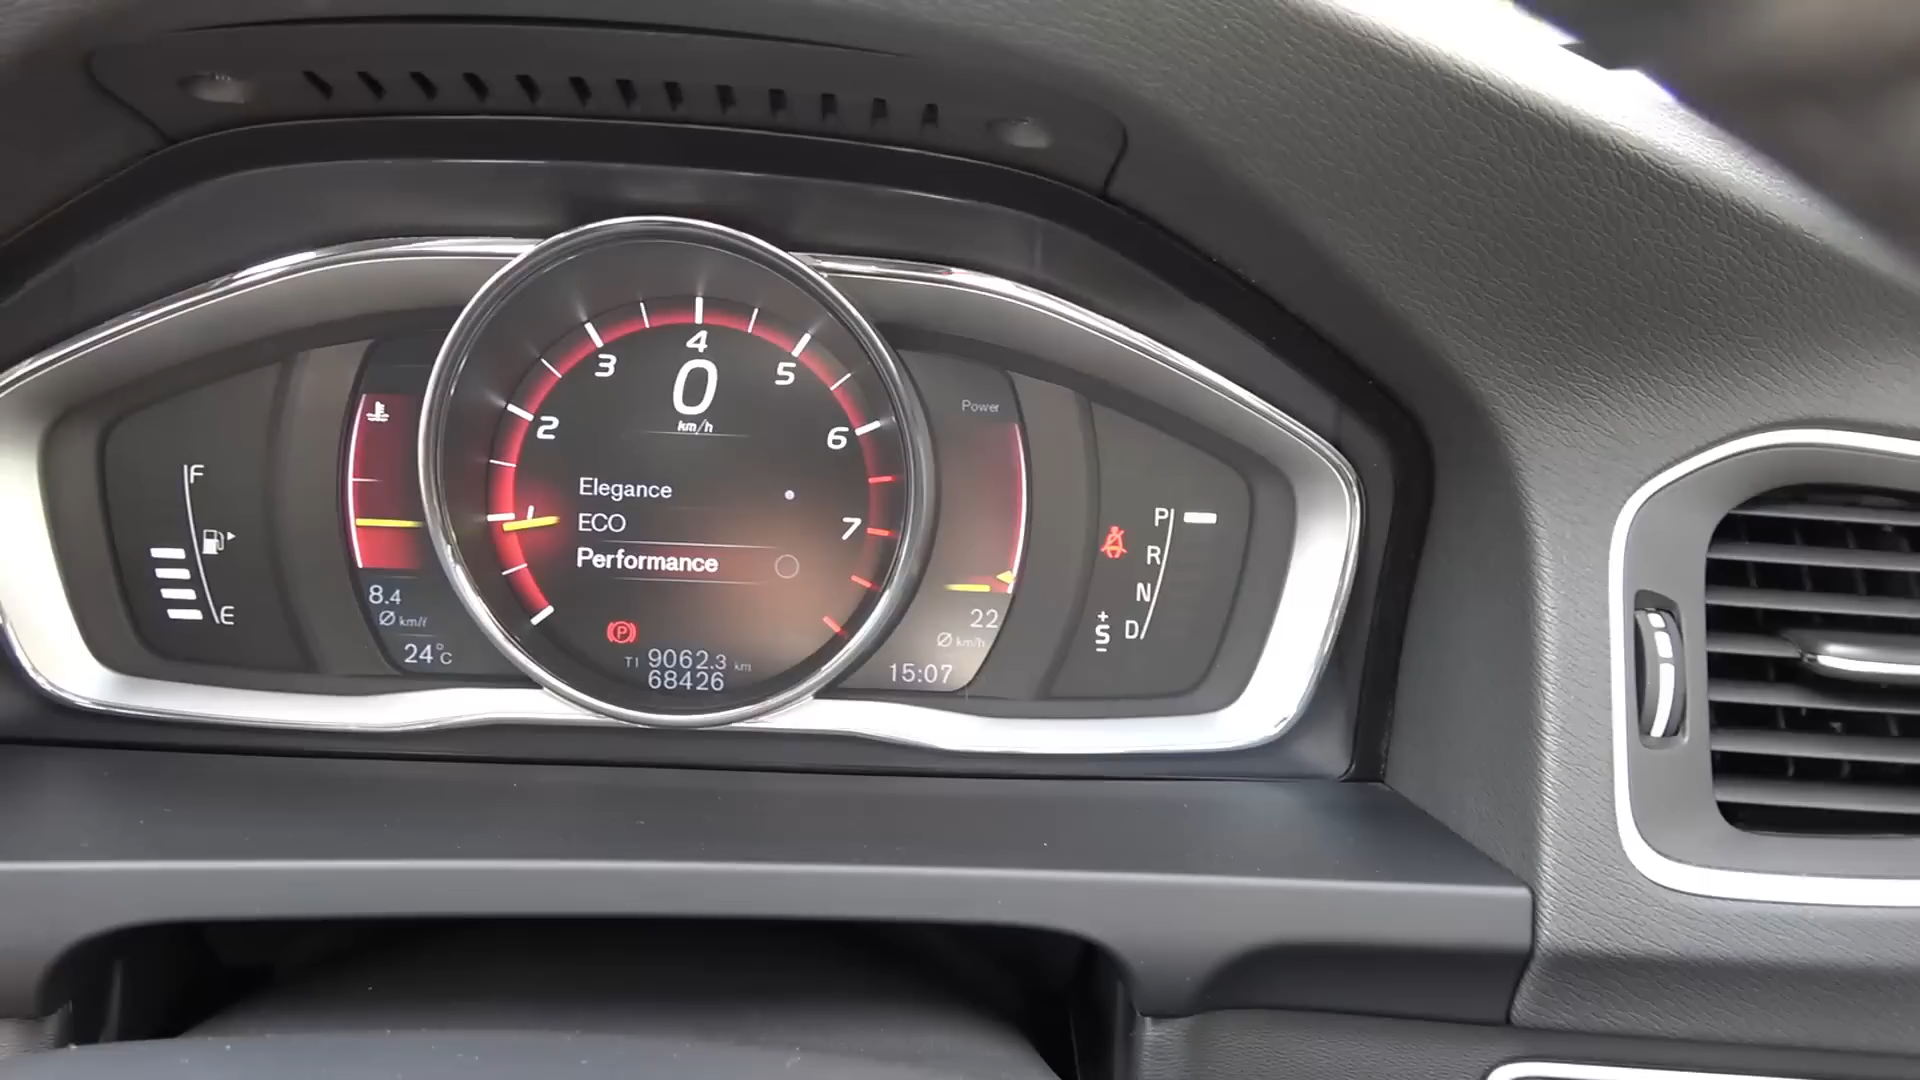 F
E
8.4
Ø km/l
24°C
1
2
3
4
5
6
7
0
km/h
Elegance
ECO
Performance
(P)
T1 9062.3 km
68426
Power
22
Ø km/h
15:07
P
R
N
D
+
S
-